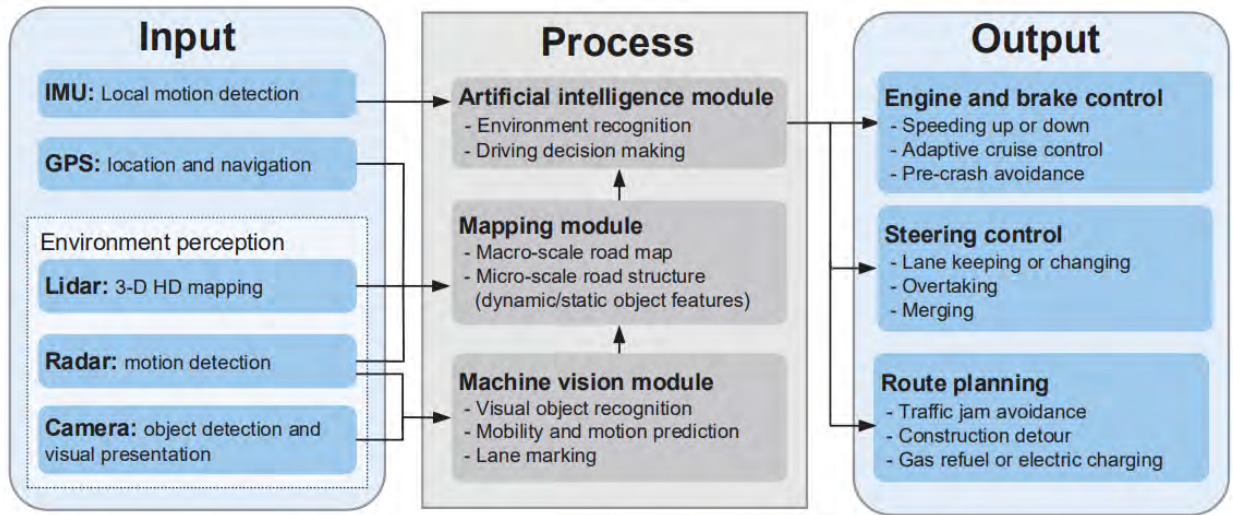 Input
IMU: Local motion detection
GPS: location and navigation
Environment perception
Lidar: 3-D HD mapping
Radar: motion detection
Camera: object detection and
visual presentation
Process
Artificial intelligence module
- Environment recognition
- Driving decision making
Mapping module
- Macro-scale road map
- Micro-scale road structure
(dynamic/static object features)
Machine vision module
- Visual object recognition
- Mobility and motion prediction
- Lane marking
Output
Engine and brake control
- Speeding up or down
- Adaptive cruise control
- Pre-crash avoidance
Steering control
- Lane keeping or changing
- Overtaking
- Merging
Route planning
- Traffic jam avoidance
- Construction detour
- Gas refuel or electric charging